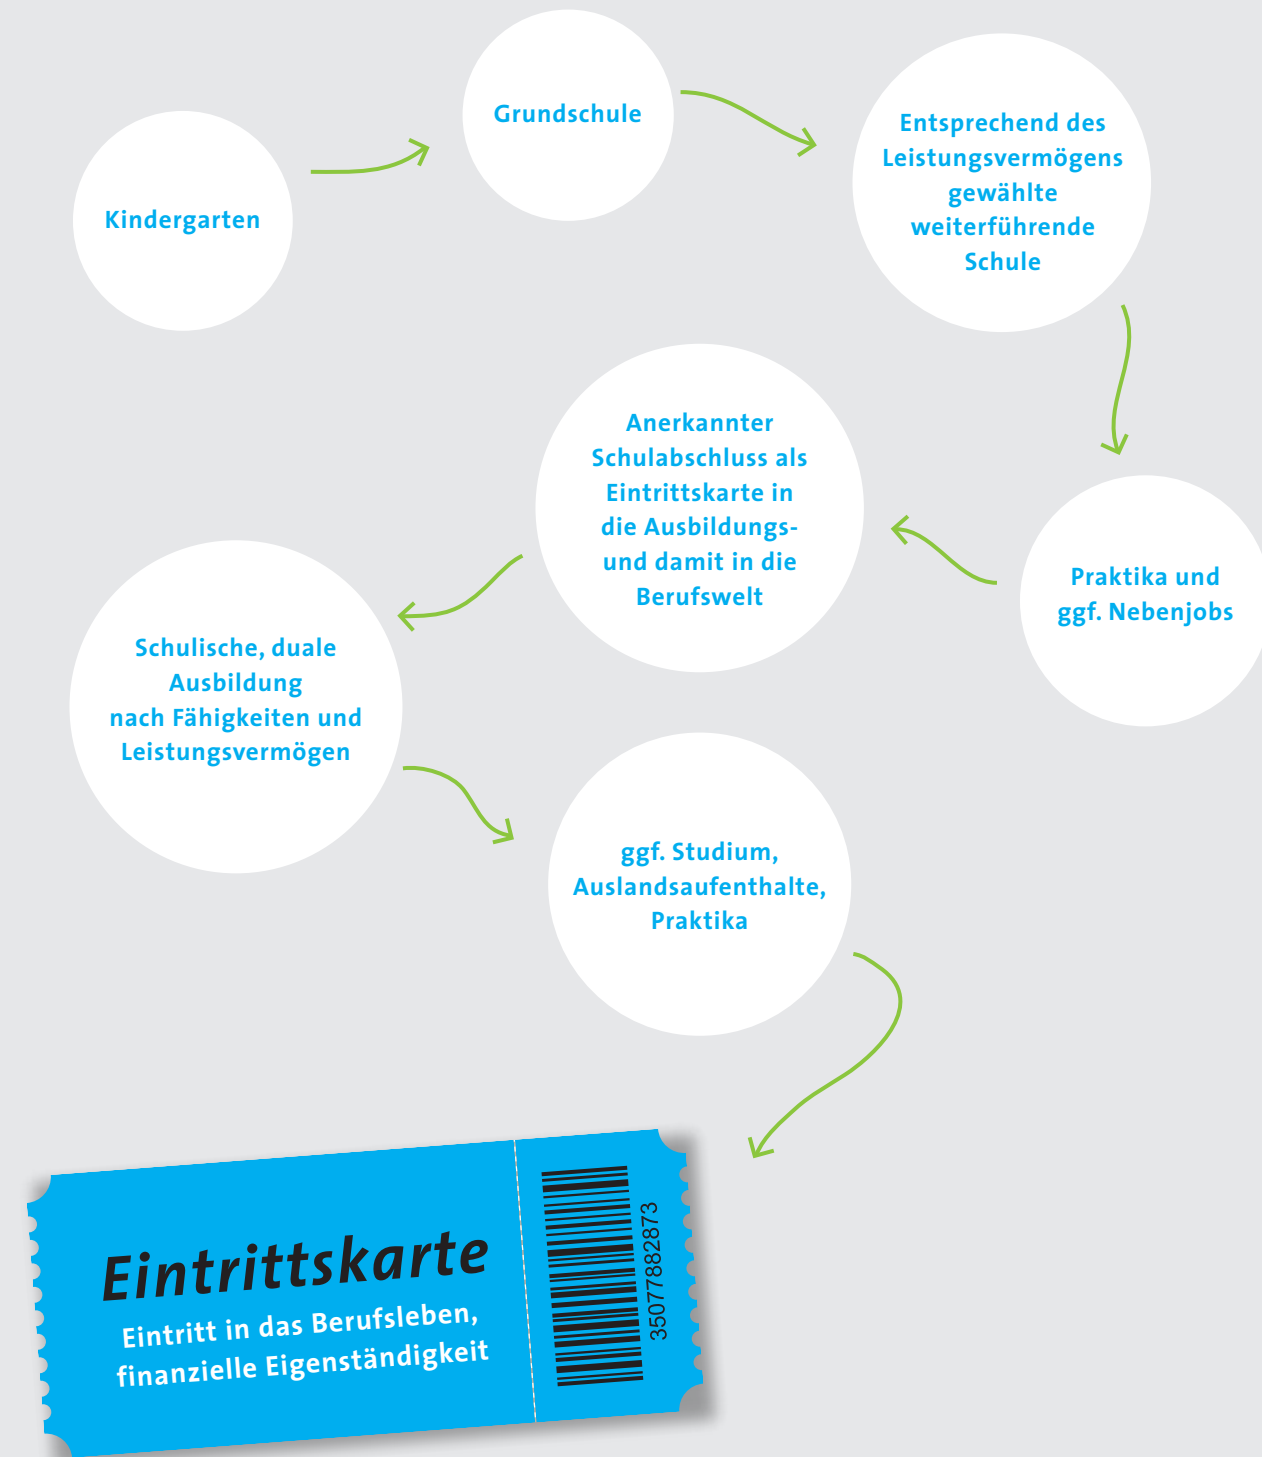 Kindergarten
Grundschule
Entsprechend des
Leistungsvermögens
gewählte
weiterführende
Schule
Praktika und
ggf. Nebenjobs
Anerkannter
Schulabschluss als
Eintrittskarte in
die Ausbildungs-
und damit in die
Berufswelt
Schulische, duale
Ausbildung
nach Fähigkeiten und
Leistungsvermögen
ggf. Studium,
Auslandsaufenthalte,
Praktika
Eintrittskarte
Eintritt in das Berufsleben,
finanzielle Eigenständigkeit
35077882873